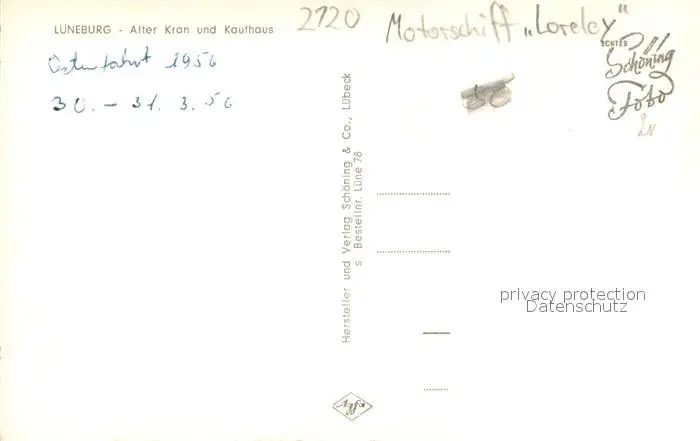 LÜNEBURG - Alter Kran und Kaufhaus
2120
Motorschiff „Loreley"
Osterfahrt 1956
30. – 31. 3. 56
ECHTES
Schöning
Foto
Hersteller und Verlag Schöning & Co., Lübeck
s Bestellnr. Lüne 78
privacy protection
Datenschutz
Agfa